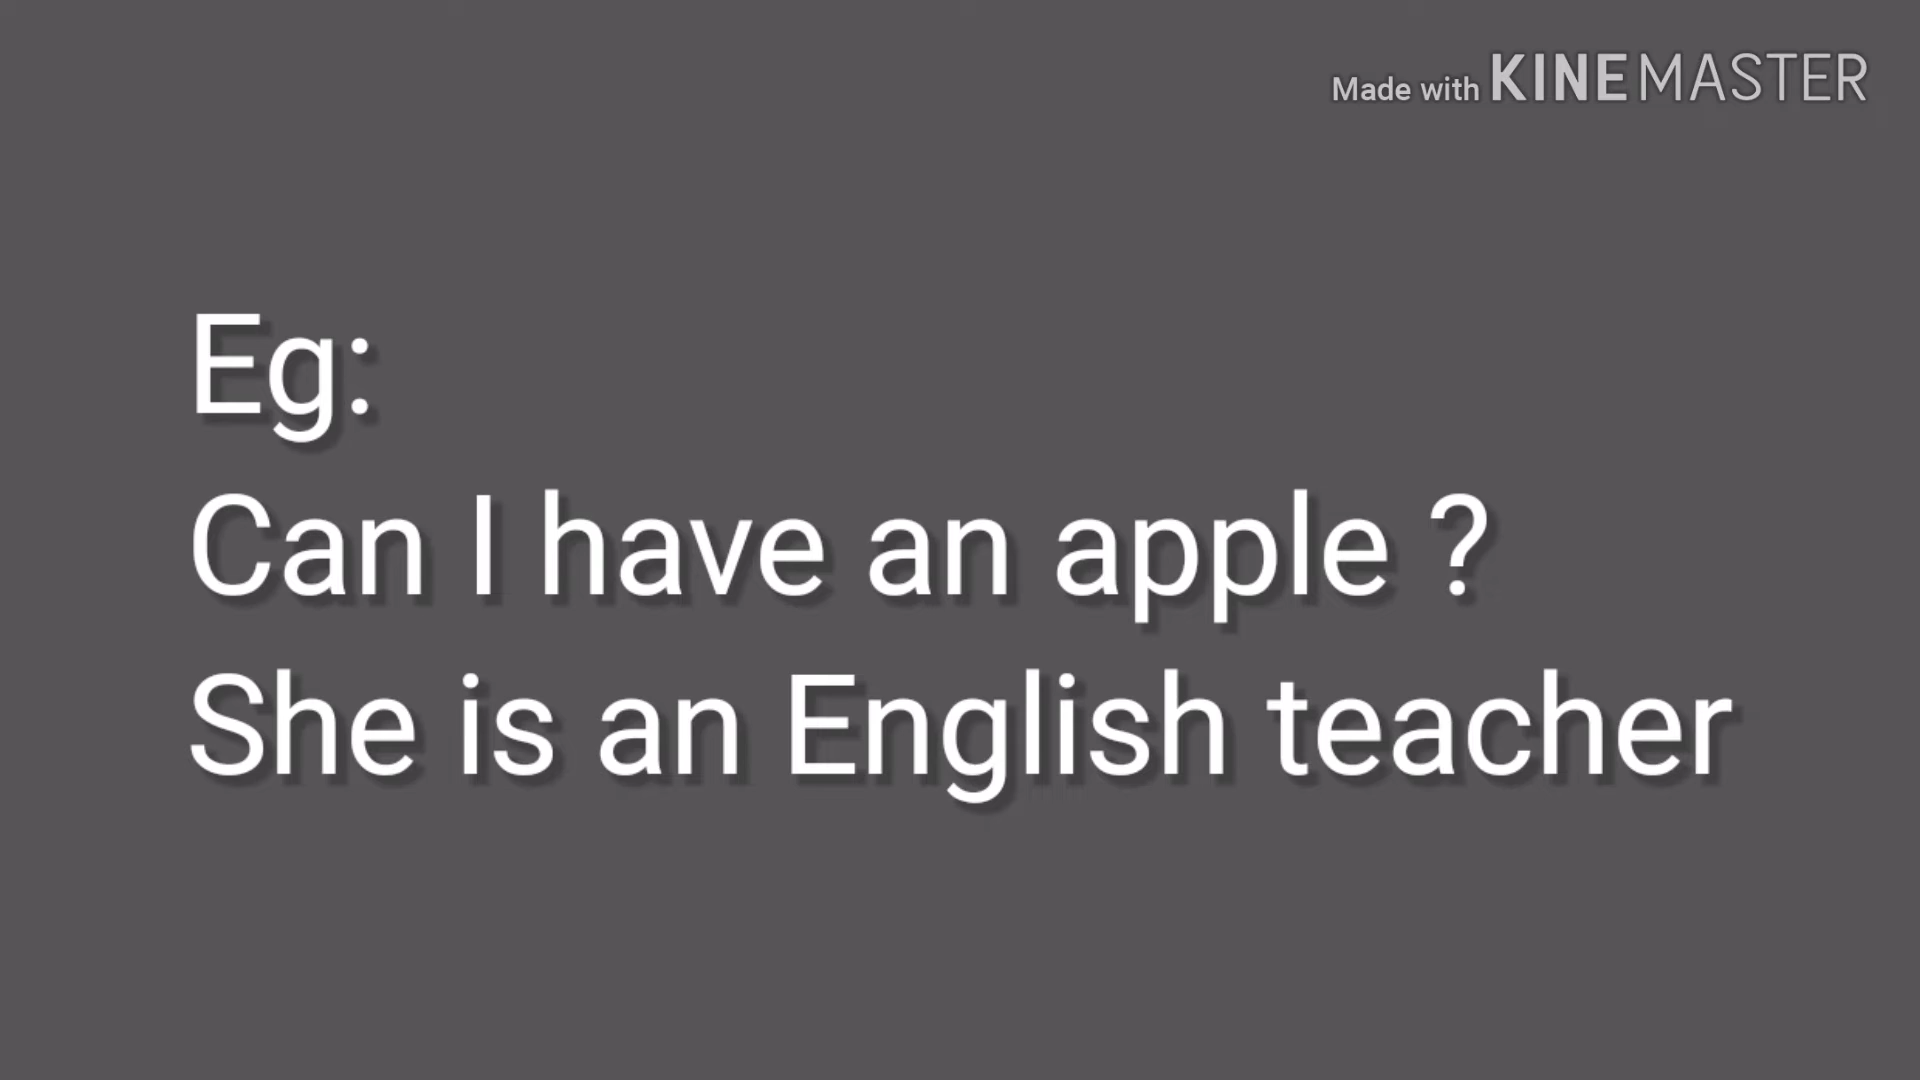 Made with KINEMASTER
Eg:
Can I have an apple ?
She is an English teacher